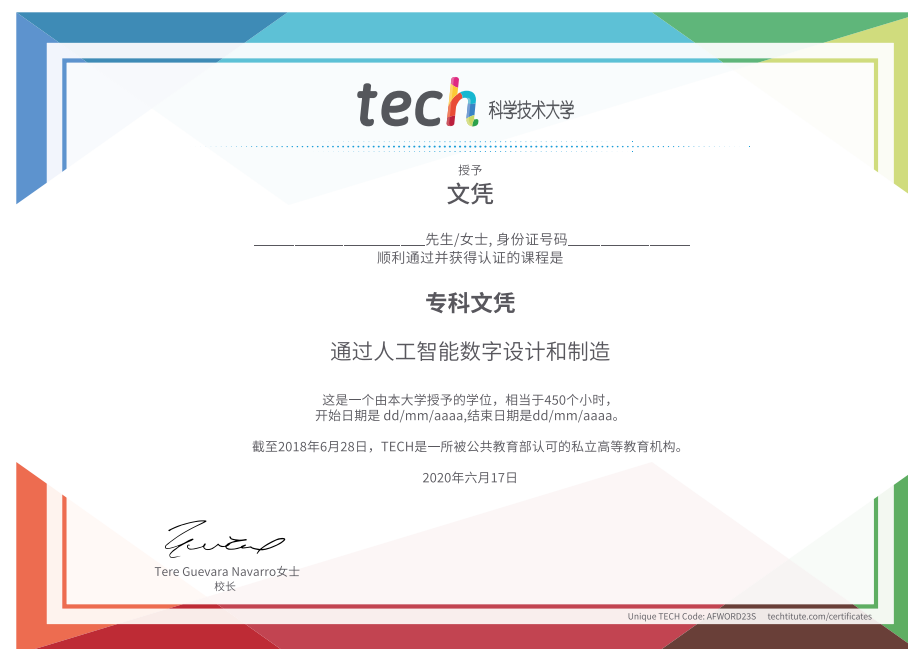 tech 科学技术大学
授予
文凭
先生/女士, 身份证号码
顺利通过并获得认证的课程是
专科文凭
通过人工智能数字设计和制造
这是一个由本大学授予的学位，相当于450个小时，
开始日期是 dd/mm/aaaa,结束日期是dd/mm/aaaa。
截至2018年6月28日，TECH是一所被公共教育部认可的私立高等教育机构。
2020年六月17日
Tere Guevara Navarro女士
校长
Unique TECH Code: AFWORD23S techtitute.com/certificates